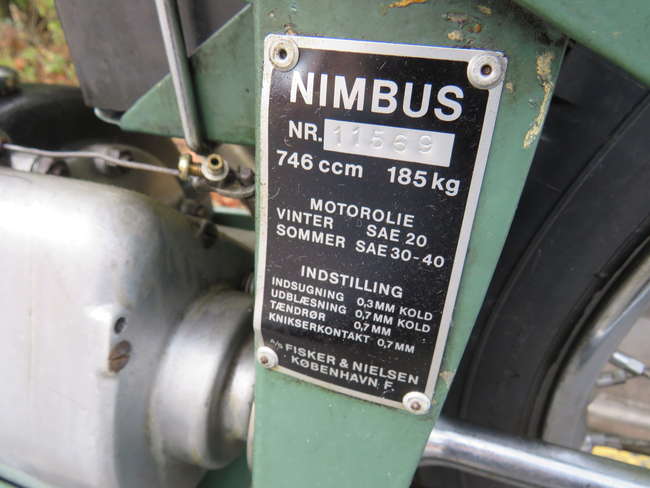 NIMBUS
NR. 11569
746 ccm 185 kg
MOTOROLIE
VINTER SAE 20
SOMMER SAE 30-40
INDSTILLING
INDSUGNING 0,3 MM KOLD
UDBLÆSNING 0,7 MM KOLD
TÆNDRØR 0,7 MM
KNIKSERKONTAKT 0,7 MM
A/S FISKER & NIELSEN
KØBENHAVN F.